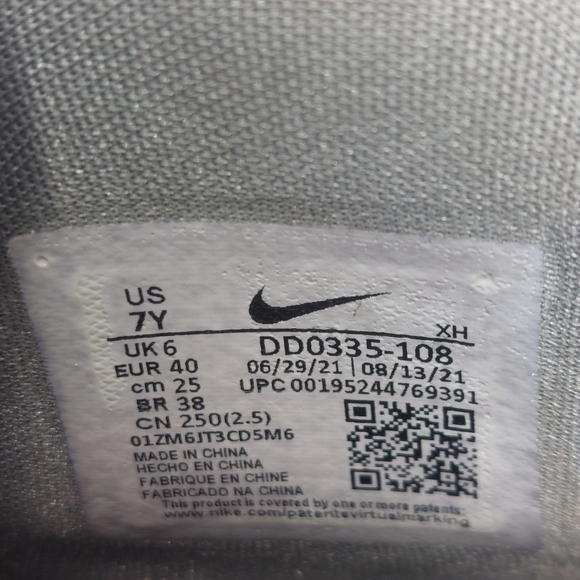 US
7Y
XH
UK 6
DD0335-108
EUR 40
06/29/21 | 08/13/21
cm 25
UPC 00195244769391
BR 38
CN 250(2.5)
01ZM6JT3CD5M6
MADE IN CHINA
HECHO EN CHINA
FABRIQUE EN CHINE
FABRICADO NA CHINA
This product is covered by one or more patents:
www.nike.com/patentsvirtualmarking